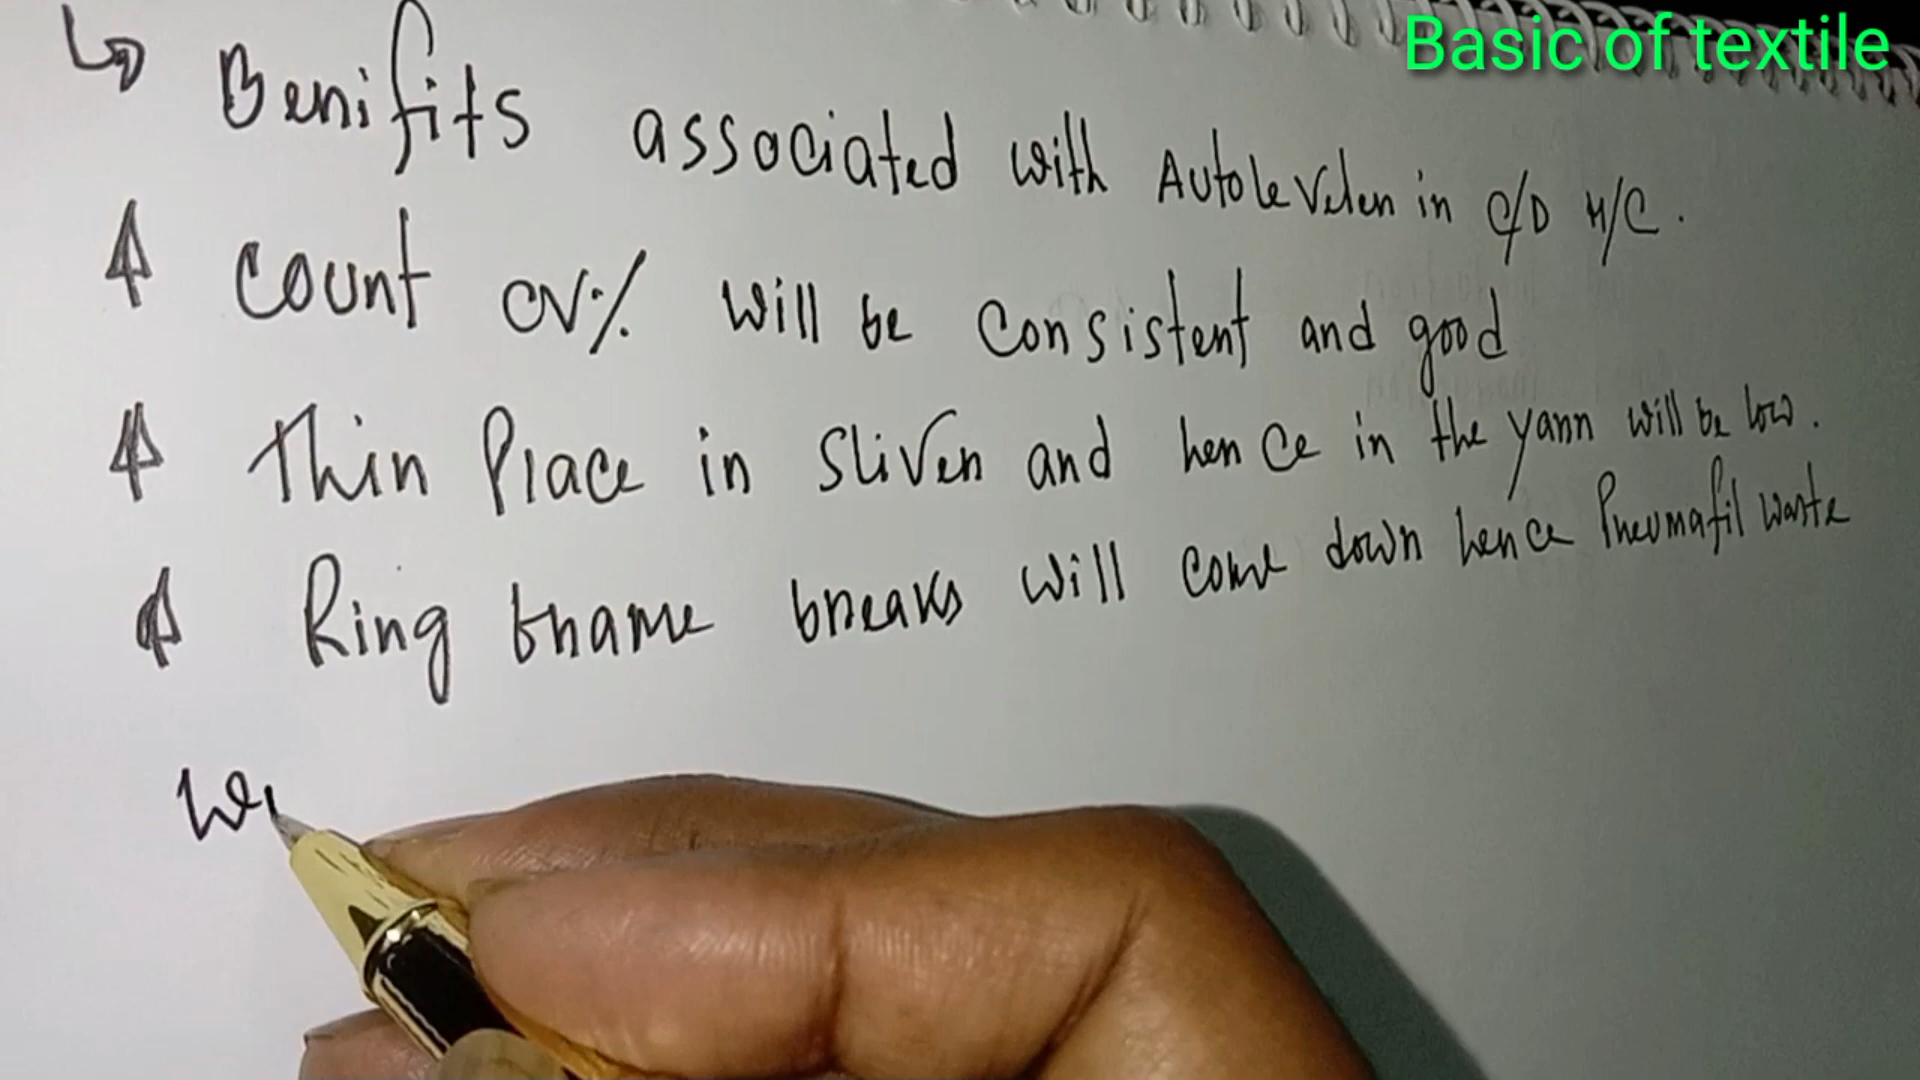 Basic of textile
Benifits associated with Autoleveler in C/D M/C.
Count CV% will be consistent and good
Thin Place in Sliver and hence in the yarn will be low.
Ring frame breaks will come down hence Pneumafil waste